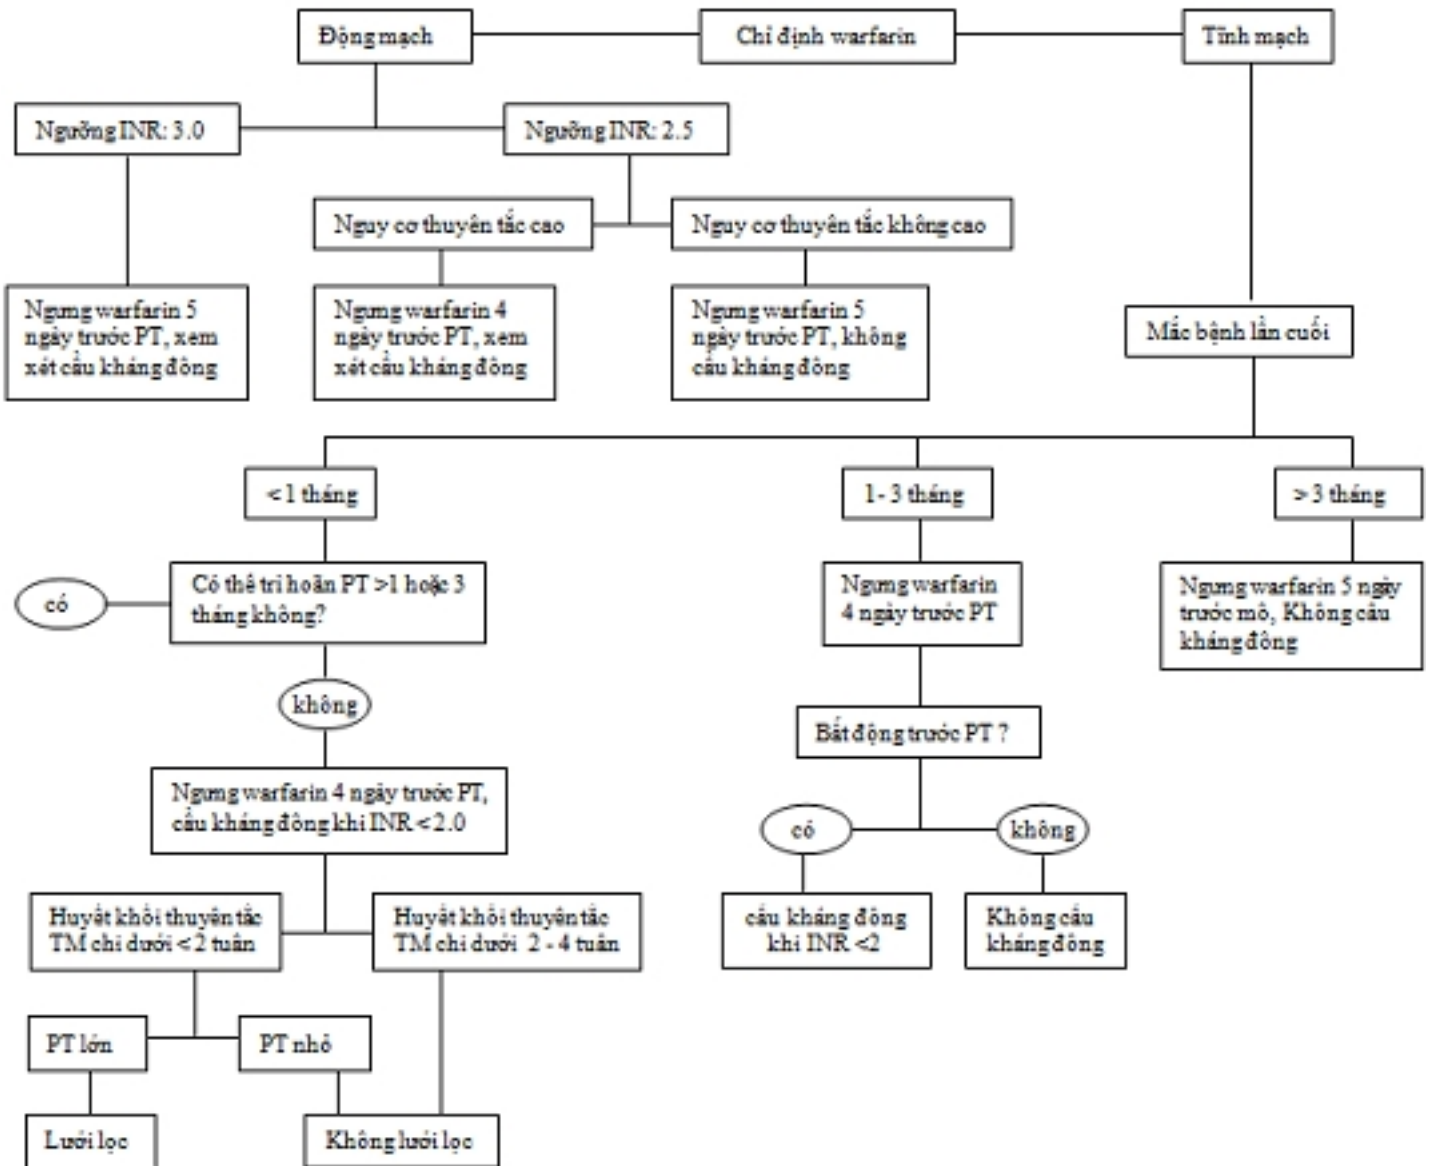 Động mạch
Chỉ định warfarin
Tĩnh mạch
Ngưỡng INR: 3.0
Ngưỡng INR: 2.5
Nguy cơ thuyên tắc cao
Nguy cơ thuyên tắc không cao
Ngưng warfarin 5
ngày trước PT, xem
xét cầu kháng đông
Ngưng warfarin 4
ngày trước PT, xem
xét cầu kháng đông
Ngưng warfarin 5
ngày trước PT, không
cầu kháng đông
Mắc bệnh lần cuối
< 1 tháng
1- 3 tháng
> 3 tháng
có
Có thể trì hoãn PT >1 hoặc 3
tháng không?
Ngưng warfarin
4 ngày trước PT
Ngưng warfarin 5 ngày
trước mổ, Không cầu
kháng đông
không
Bất động trước PT ?
Ngưng warfarin 4 ngày trước PT,
cầu kháng đông khi INR < 2.0
có
không
Huyết khối thuyên tắc
TM chi dưới < 2 tuần
Huyết khối thuyên tắc
TM chi dưới 2 - 4 tuần
cầu kháng đông
khi INR <2
Không cầu
kháng đông
PT lớn
PT nhỏ
Lưới lọc
Không lưới lọc